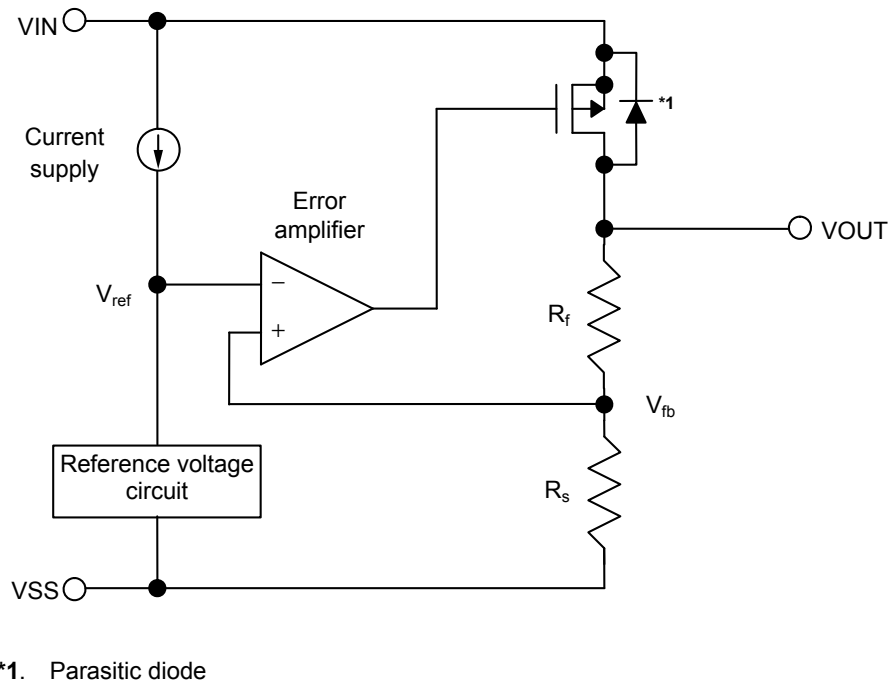 VIN
*1
Current
supply
Error
amplifier
VOUT
Vref
−
+
Rf
Vfb
Reference voltage
circuit
Rs
VSS
*1. Parasitic diode